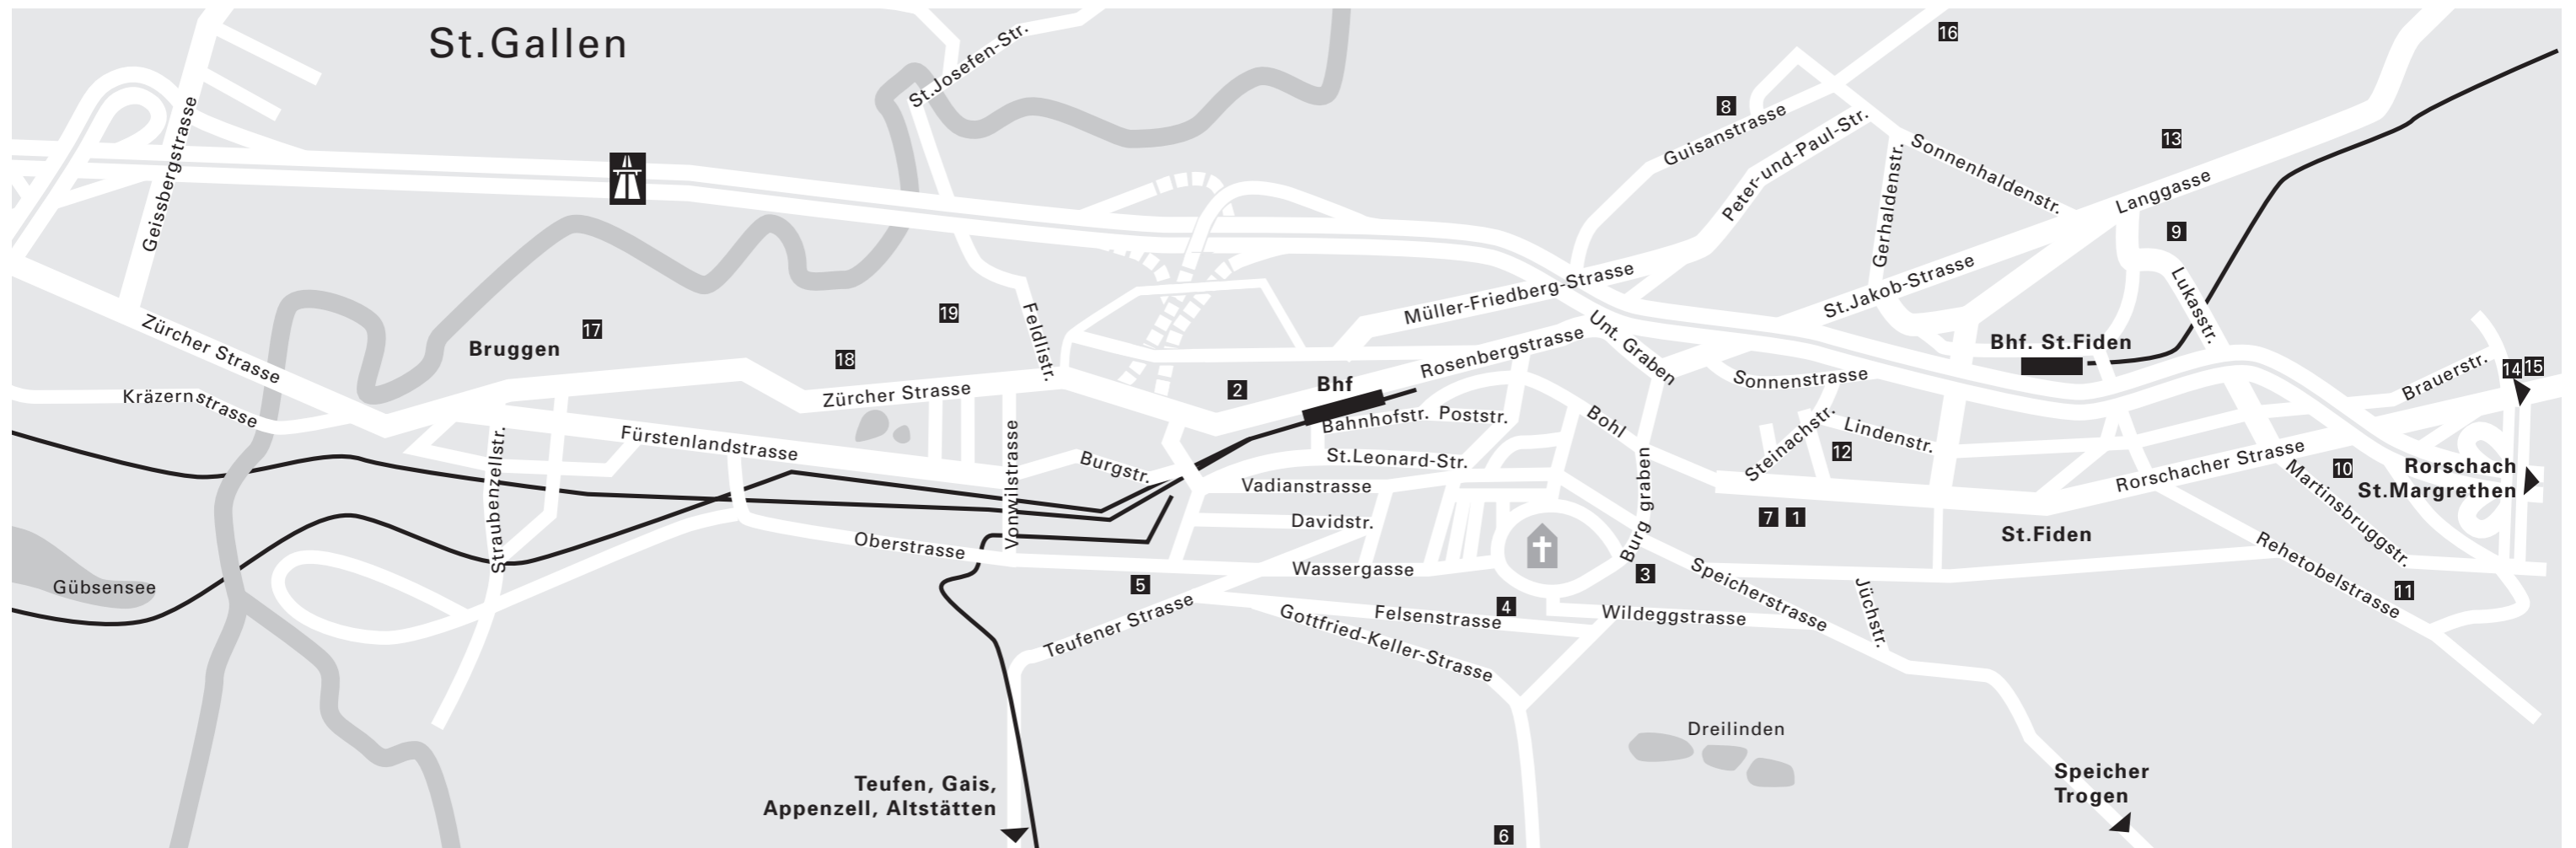 St.Gallen
St.Josefen-Str.
16
8
Guisanstrasse
Peter-und-Paul-Str.
13
Sonnenhaldenstr.
Gerhaldenstr.
Langgasse
Geissbergstrasse
9
Lukasstr.
St.Jakob-Strasse
Müller-Friedberg-Strasse
Zürcher Strasse
17
Bruggen
19
18
Feldlistr.
Unt. Graben
Rosenbergstrasse
Bhf. St.Fiden
Kräzernstrasse
Zürcher Strasse
2
Bhf
Sonnenstrasse
Brauerstr.
14
15
Bahnhofstr.
Poststr.
Bohl
Steinachstr.
Lindenstr.
12
Straubenzellstr.
Fürstenlandstrasse
Vonwilstrasse
Burgstr.
St.Leonard-Str.
Vadianstrasse
Davidstr.
Burg graben
7
1
Rorschacher Strasse
Martinsbruggstr.
10
Rorschach
St.Margrethen
St.Fiden
Oberstrasse
Wassergasse
Gübsensee
5
3
Speicherstrasse
Jüchstr.
Rehetobelstrasse
11
Teufener Strasse
4
Felsenstrasse
Wildeggstrasse
Gottfried-Keller-Strasse
Dreilinden
Teufen, Gais,
Appenzell, Altstätten
Speicher
Trogen
6